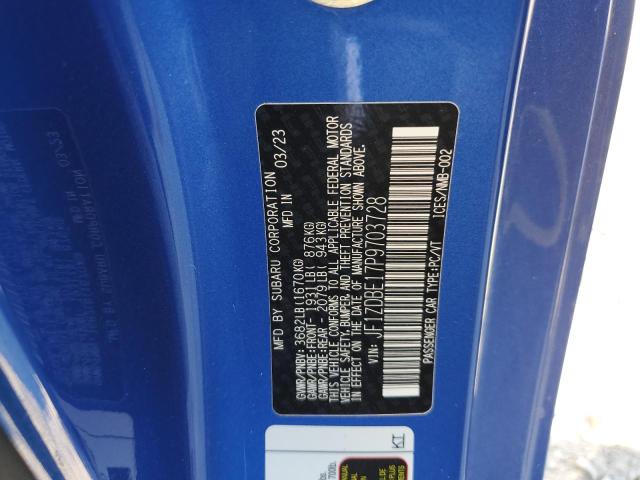 MFD BY SUBARU CORPORATION 03/23
MFD IN
GVWR/PNBV: 3682LB(1670KG)
GAWR/PNBE:FRONT- 1931LB( 876KG)
GAWR/PNBE:REAR - 2079LB( 943KG)
THIS VEHICLE CONFORMS TO ALL APPLICABLE FEDERAL MOTOR
VEHICLE SAFETY, BUMPER, AND THEFT PREVENTION STANDARDS
IN EFFECT ON THE DATE OF MANUFACTURE SHOWN ABOVE.
VIN: JF1ZDBE17P9703728
PASSENGER CAR TYPE:PC/VT ICES/NMB-002
KI